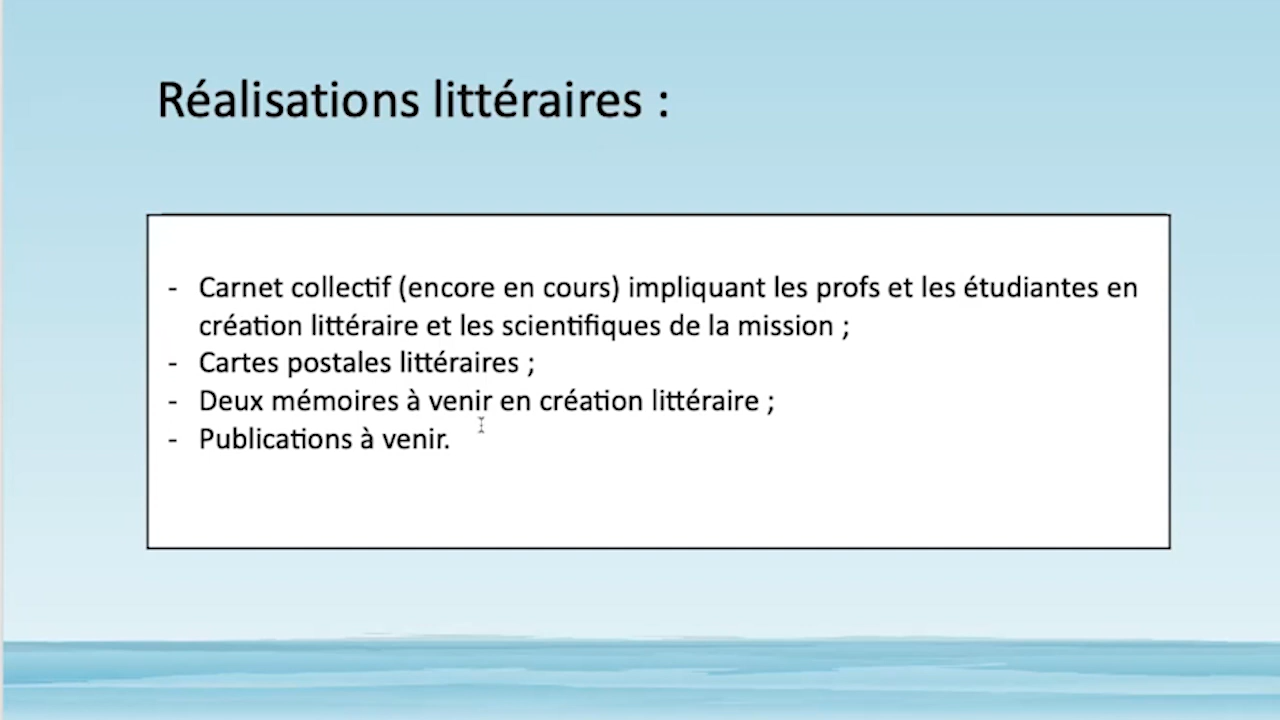 Réalisations littéraires :
- Carnet collectif (encore en cours) impliquant les profs et les étudiantes en
création littéraire et les scientifiques de la mission ;
- Cartes postales littéraires ;
- Deux mémoires à venir en création littéraire ;
- Publications à venir.